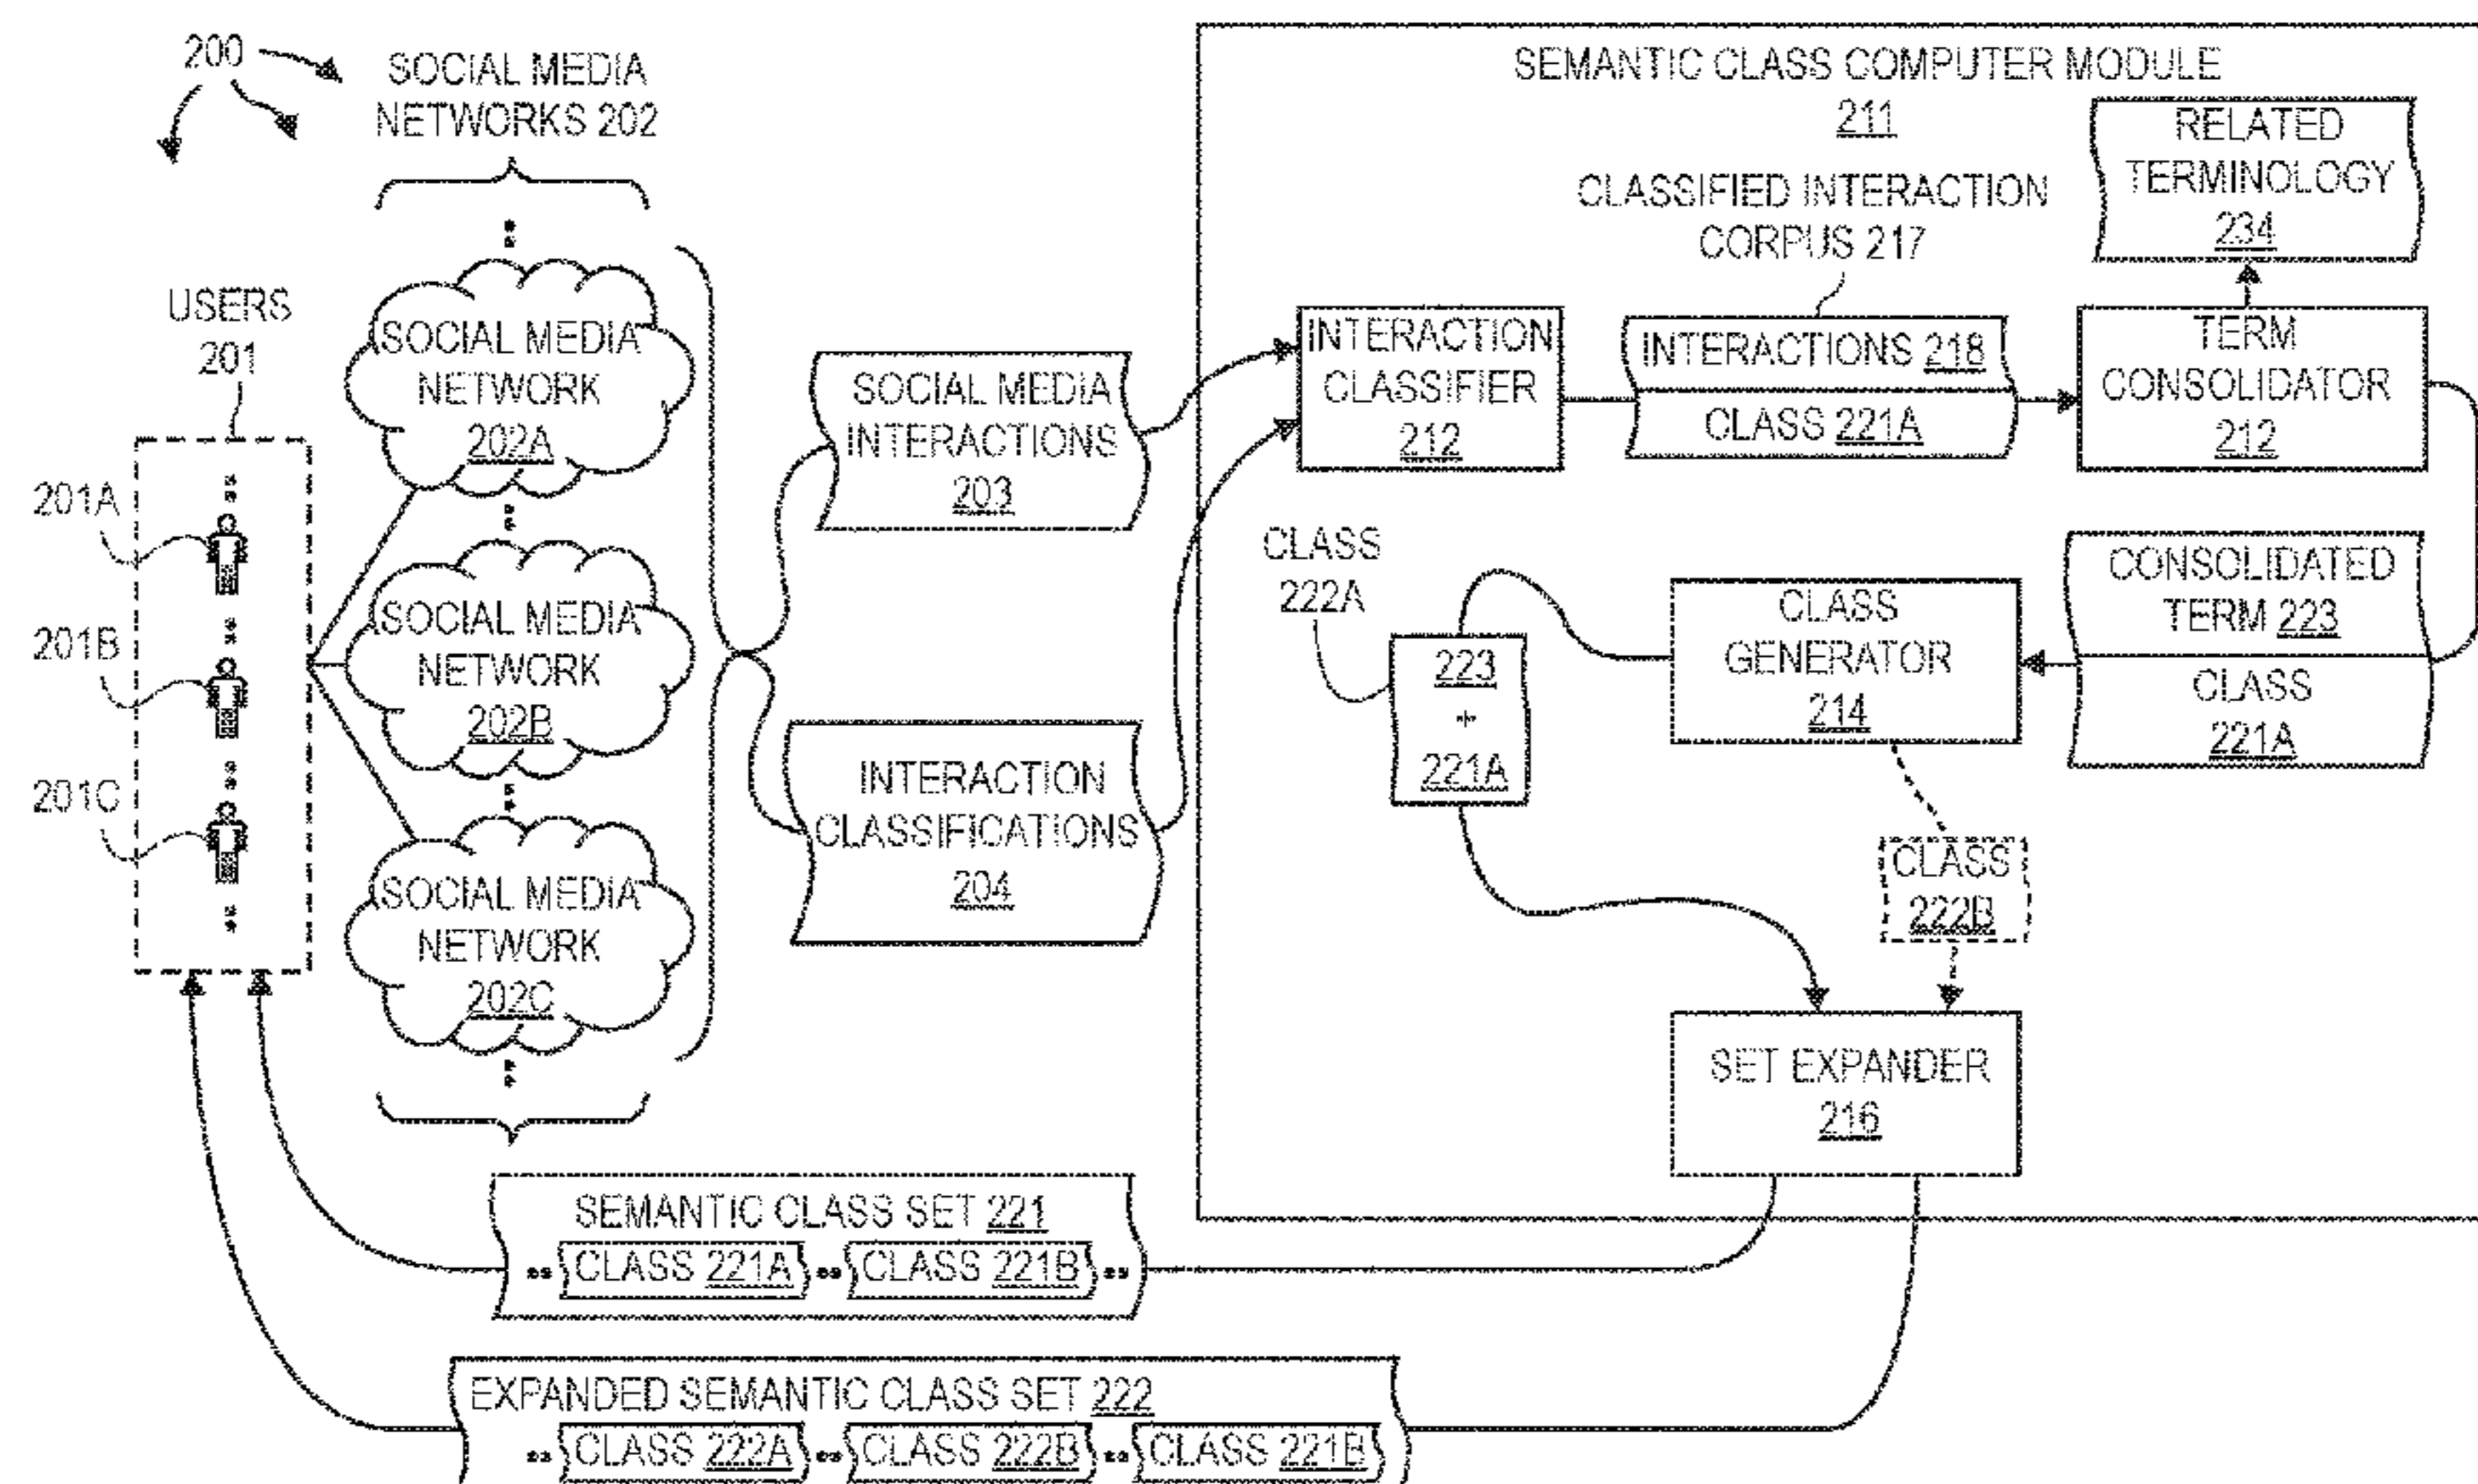 200
SOCIAL MEDIA
NETWORKS 202
USERS
201
201A
201B
201C
SOCIAL MEDIA
NETWORK
202A
SOCIAL MEDIA
NETWORK
202B
SOCIAL MEDIA
NETWORK
202C
SOCIAL MEDIA
INTERACTIONS
203
INTERACTION
CLASSIFICATIONS
204
SEMANTIC CLASS COMPUTER MODULE
211
CLASSIFIED INTERACTION
CORPUS 217
RELATED
TERMINOLOGY
234
INTERACTION
CLASSIFIER
212
INTERACTIONS 218
CLASS 221A
TERM
CONSOLIDATOR
212
CLASS
222A
223
+
221A
CLASS
GENERATOR
214
CONSOLIDATED
TERM 223
CLASS
221A
CLASS
222B
SET EXPANDER
216
SEMANTIC CLASS SET 221
CLASS 221A
CLASS 221B
EXPANDED SEMANTIC CLASS SET 222
CLASS 222A
CLASS 222B
CLASS 221B